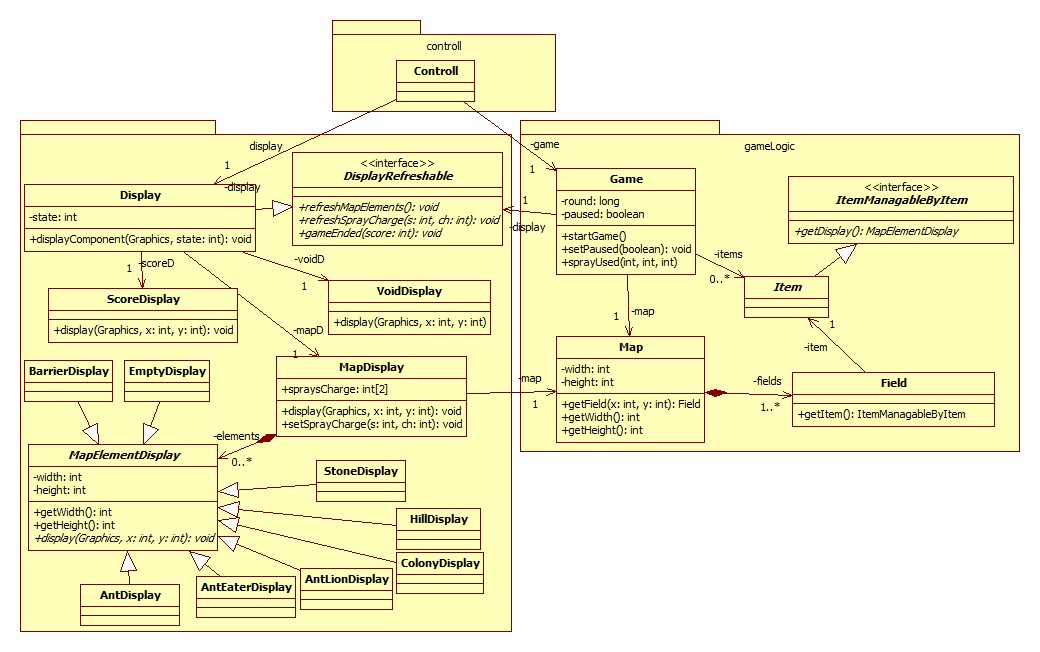 controll
Controll
display
1
-game
1
gameLogic
<<interface>>
DisplayRefreshable
+refreshMapElements(): void
+refreshSprayCharge(s: int, ch: int): void
+gameEnded(score: int): void
-display
Display
-state: int
+displayComponent(Graphics, state: int): void
1
-display
Game
-round: long
-paused: boolean
+startGame()
+setPaused(boolean): void
+sprayUsed(int, int, int)
<<interface>>
ItemManagableByItem
+getDisplay(): MapElementDisplay
-items
0..*
Item
1
-item
-scoreD
1
-voidD
1
ScoreDisplay
+display(Graphics, x: int, y: int): void
VoidDisplay
+display(Graphics, x: int, y: int)
-mapD
1
-map
1
BarrierDisplay
EmptyDisplay
MapDisplay
+spraysCharge: int[2]
+display(Graphics, x: int, y: int): void
+setSprayCharge(s: int, ch: int): void
-map
1
Map
-width: int
-height: int
+getField(x: int, y: int): Field
+getWidth(): int
+getHeight(): int
-fields
1..*
Field
+getItem(): ItemManagableByItem
-elements
0..*
MapElementDisplay
-width: int
-height: int
+getWidth(): int
+getHeight(): int
+display(Graphics, x: int, y: int): void
StoneDisplay
HillDisplay
ColonyDisplay
AntLionDisplay
AntEaterDisplay
AntDisplay